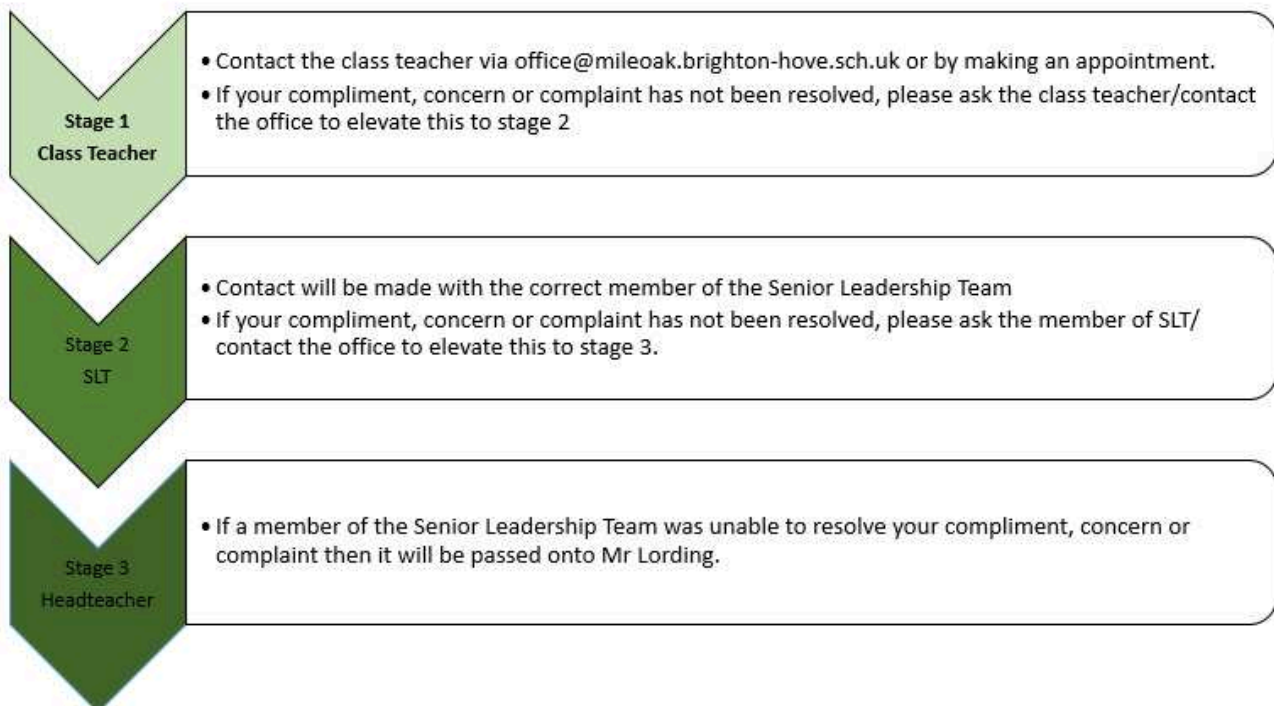 Stage 1
Class Teacher
• Contact the class teacher via office@mileoak.brighton-hove.sch.uk or by making an appointment.
• If your compliment, concern or complaint has not been resolved, please ask the class teacher/contact
the office to elevate this to stage 2
Stage 2
SLT
• Contact will be made with the correct member of the Senior Leadership Team
• If your compliment, concern or complaint has not been resolved, please ask the member of SLT/
contact the office to elevate this to stage 3.
Stage 3
Headteacher
• If a member of the Senior Leadership Team was unable to resolve your compliment, concern or
complaint then it will be passed onto Mr Lording.